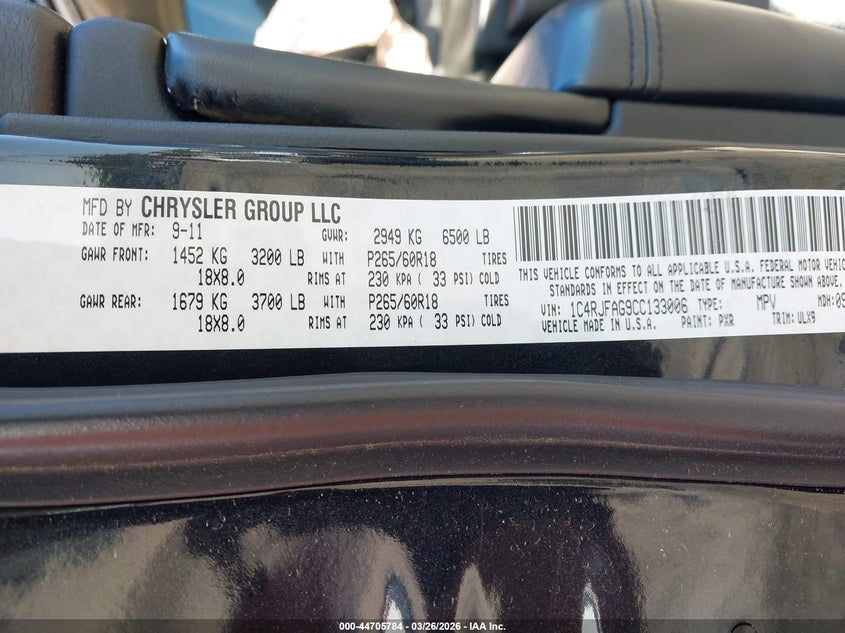 MFD BY CHRYSLER GROUP LLC
DATE OF MFR: 9-11 GVWR: 2949 KG 6500 LB
GAWR FRONT: 1452 KG 3200 LB WITH P265/60R18 TIRES
18X8.0 RIMS AT 230 KPA ( 33 PSI) COLD
GAWR REAR: 1679 KG 3700 LB WITH P265/60R18 TIRES
18X8.0 RIMS AT 230 KPA ( 33 PSI) COLD
THIS VEHICLE CONFORMS TO ALL APPLICABLE U.S.A. FEDERAL MOTOR
STANDARDS IN EFFECT ON THE DATE OF MANUFACTURE SHOWN ABOVE.
VIN: 1C4RJFAG9CC133006 TYPE: MPV MDH:
VEHICLE MADE IN U.S.A. PAINT: PXR TRIM: ULX9
000-44705784 - 03/26/2026 - IAA Inc.